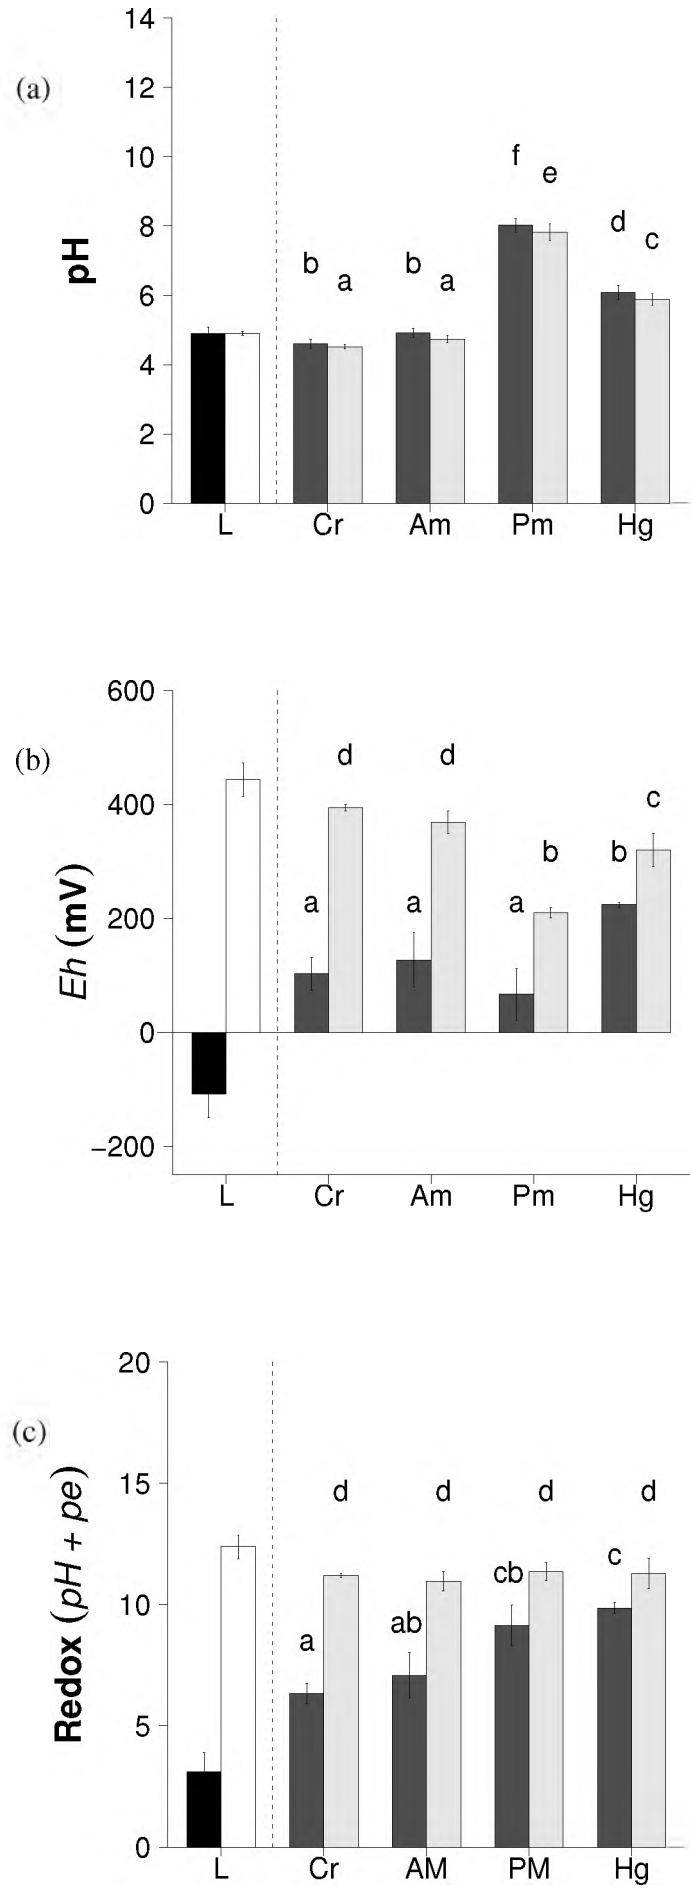 (a)
pH
14
12
10
8
6
4
2
0
b a b a f e d c
L Cr Am Pm Hg
(b)
Eh (mV)
600
400
200
0
−200
a d a d a b b c
L Cr Am Pm Hg
(c)
Redox (pH + pe)
20
15
10
5
0
a d ab d cb d c d
L Cr AM PM Hg